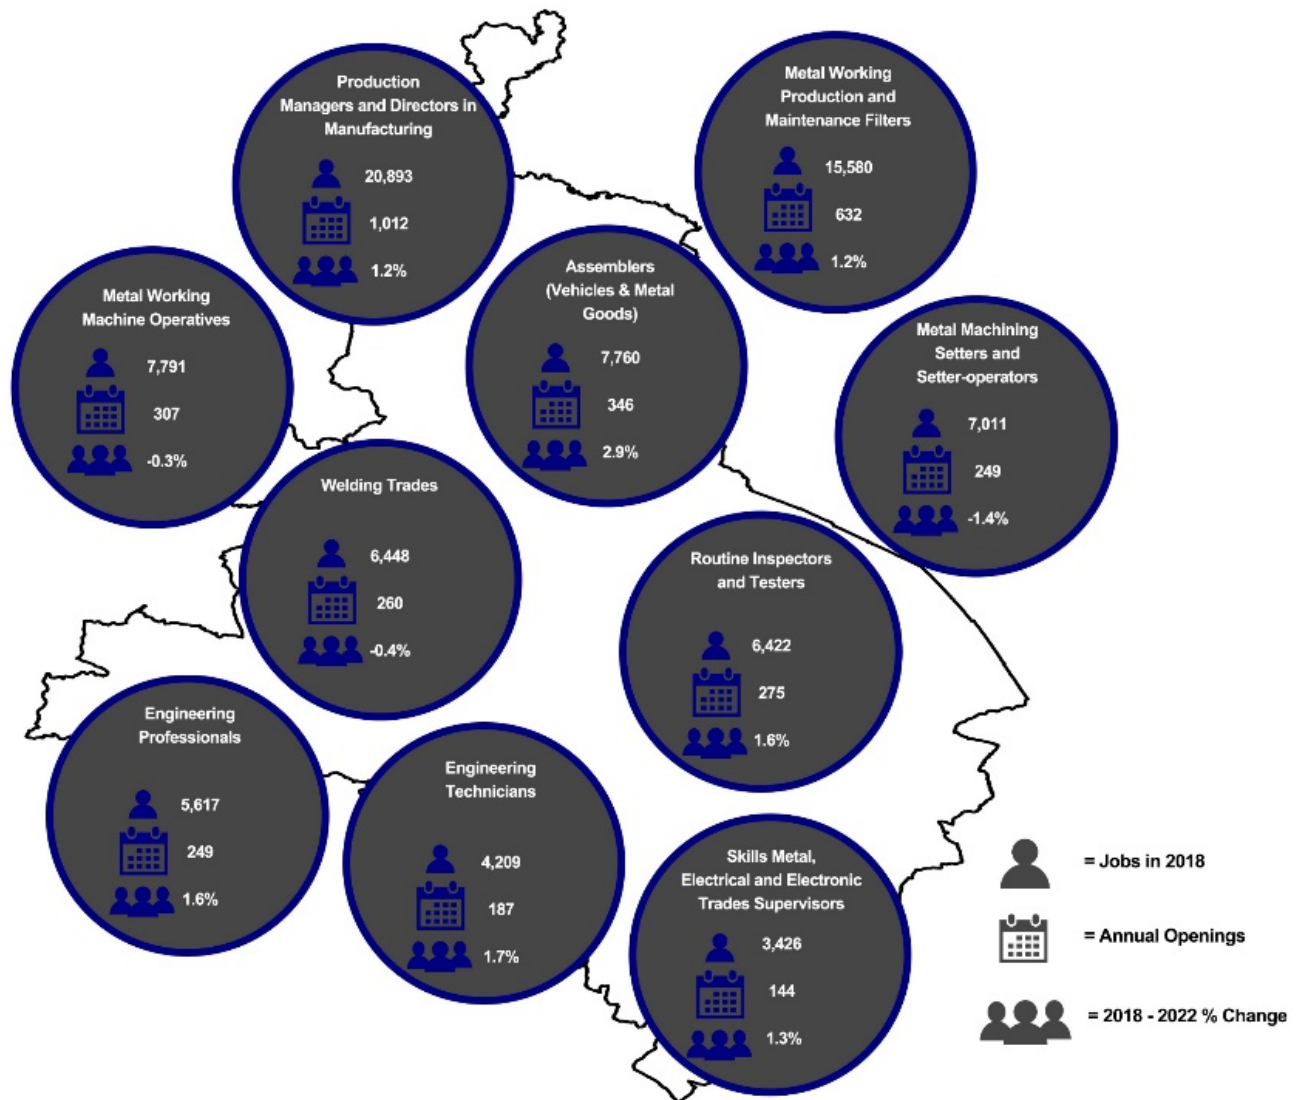 Production
Managers and Directors in
Manufacturing
20,893
1,012
1.2%
Metal Working
Production and
Maintenance Filters
15,580
632
1.2%
Metal Working
Machine Operatives
7,791
307
-0.3%
Assemblers
(Vehicles & Metal
Goods)
7,760
346
2.9%
Metal Machining
Setters and
Setter-operators
7,011
249
-1.4%
Welding Trades
6,448
260
-0.4%
Routine Inspectors
and Testers
6,422
275
1.6%
Engineering
Professionals
5,617
249
1.6%
Engineering
Technicians
4,209
187
1.7%
Skills Metal,
Electrical and Electronic
Trades Supervisors
3,426
144
1.3%
= Jobs in 2018
= Annual Openings
= 2018 - 2022 % Change